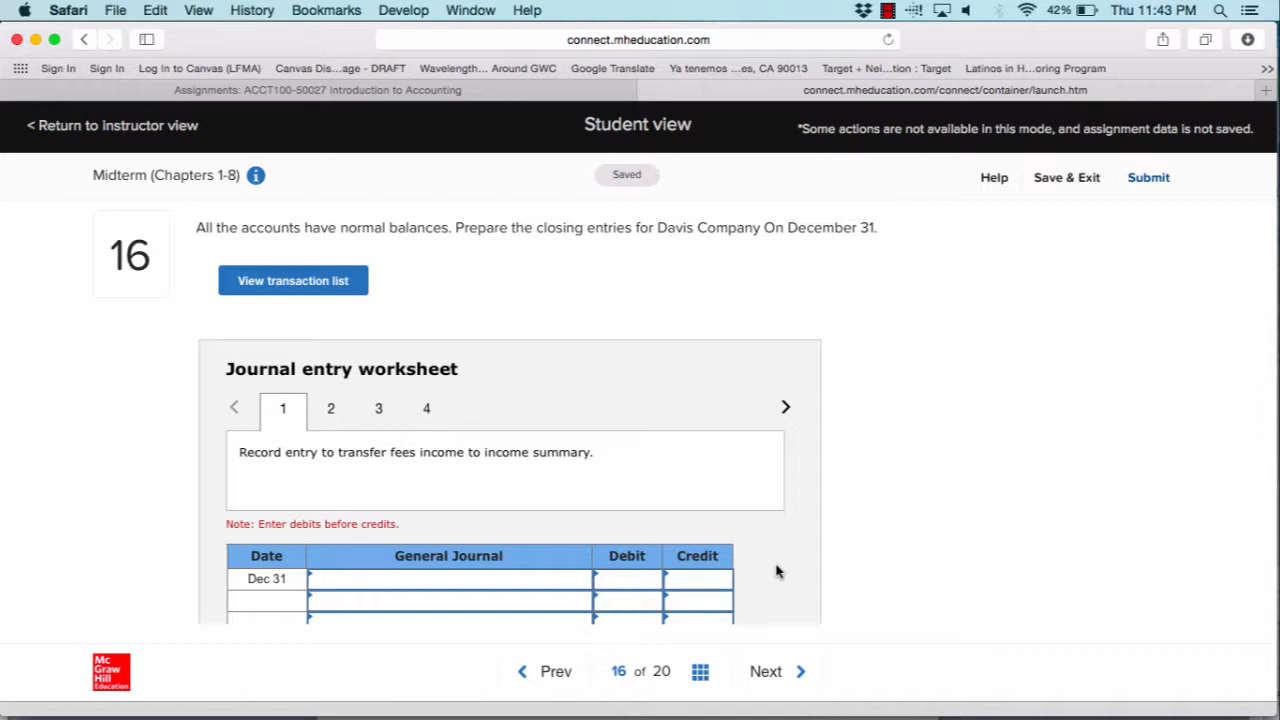 Safari File Edit View History Bookmarks Develop Window Help 42% Thu 11:43 PM
connect.mheducation.com
Sign In Sign In Log In to Canvas (LFMA) Canvas Dis...age - DRAFT Wavelength... Around GWC Google Translate Ya tenemos ...es, CA 90013 Target + Nei...tion : Target Latinos in H...oring Program >>
Assignments: ACCT100-50027 Introduction to Accounting connect.mheducation.com/connect/container/launch.htm +
< Return to instructor view Student view *Some actions are not available in this mode, and assignment data is not saved.
Midterm (Chapters 1-8) i Saved Help Save & Exit Submit
16 All the accounts have normal balances. Prepare the closing entries for Davis Company On December 31.
View transaction list
Journal entry worksheet
< 1 2 3 4 >
Record entry to transfer fees income to income summary.
Note: Enter debits before credits.
Date General Journal Debit Credit
Dec 31
Mc
Graw
Hill
Education
< Prev 16 of 20 Next >